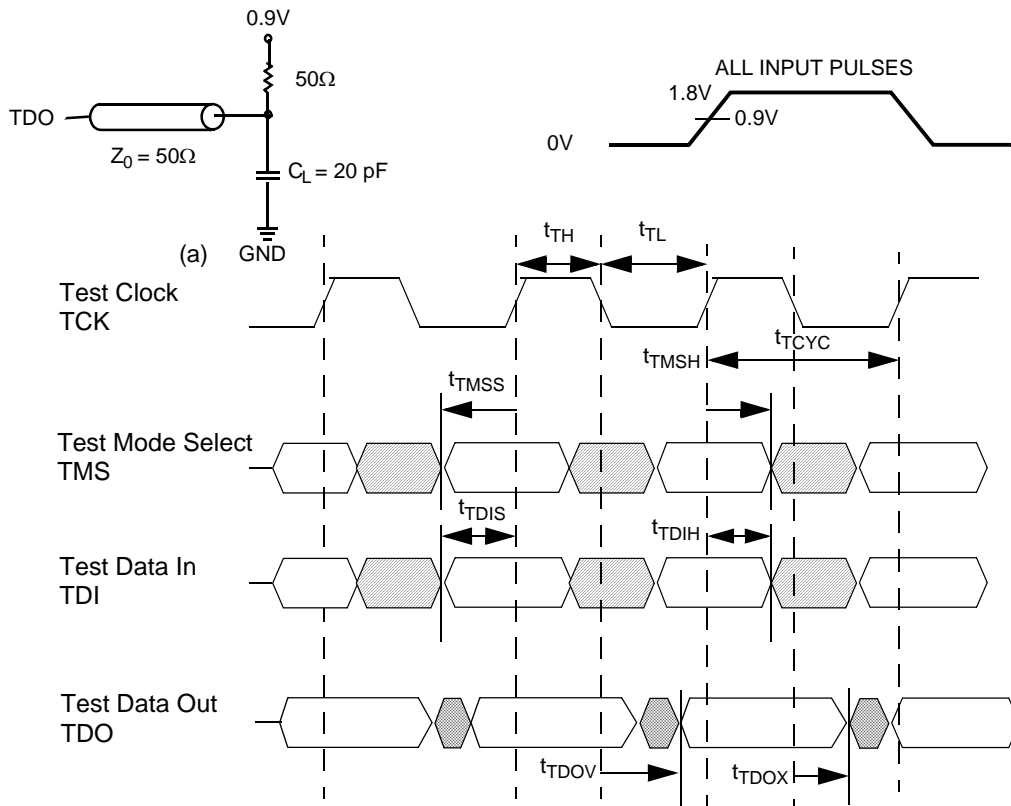 0.9V
50Ω
TDO
Z0 = 50Ω
CL = 20 pF
(a)
GND
ALL INPUT PULSES
1.8V
0.9V
0V
tTH
tTL
Test Clock
TCK
tTCYC
tTMSH
tTMSS
Test Mode Select
TMS
tTDIS
tTDIH
Test Data In
TDI
Test Data Out
TDO
tTDOV
tTDOX